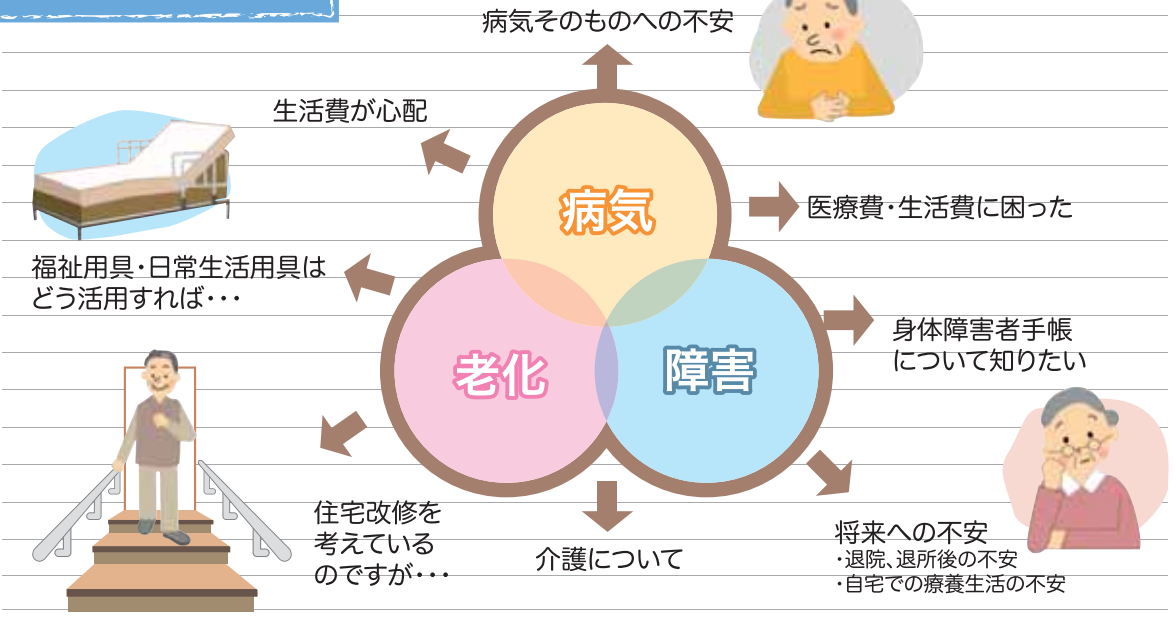 病気そのものへの不安
生活費が心配
病気
医療費・生活費に困った
福祉用具・日常生活用具は
どう活用すれば・・・
身体障害者手帳
について知りたい
老化
障害
住宅改修を
考えている
のですが・・・
介護について
将来への不安
・退院、退所後の不安
・自宅での療養生活の不安